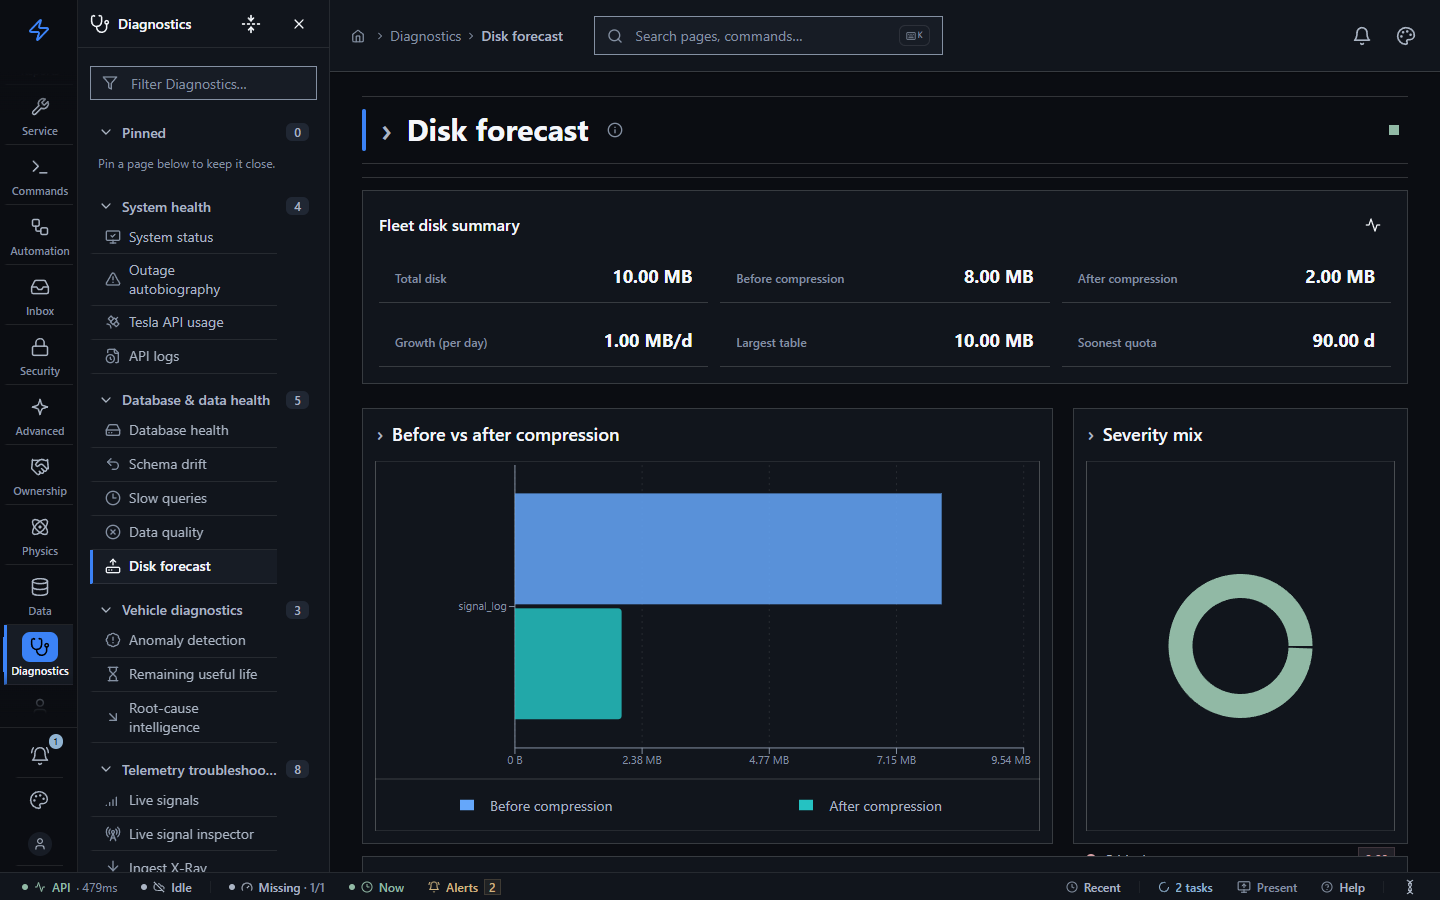 Service
Commands
Automation
Inbox
Security
Advanced
Ownership
Physics
Data
Diagnostics
1
Diagnostics
Filter Diagnostics...
Pinned 0
Pin a page below to keep it close.
System health 4
System status
Outage
autobiography
Tesla API usage
API logs
Database & data health 5
Database health
Schema drift
Slow queries
Data quality
Disk forecast
Vehicle diagnostics 3
Anomaly detection
Remaining useful life
Root-cause
intelligence
Telemetry troubleshoo... 8
Live signals
Live signal inspector
Ingest X-Ray
Diagnostics Disk forecast
Search pages, commands... K
Disk forecast
Fleet disk summary
Total disk 10.00 MB Before compression 8.00 MB After compression 2.00 MB
Growth (per day) 1.00 MB/d Largest table 10.00 MB Soonest quota 90.00 d
Before vs after compression
signal_log
0 B 2.38 MB 4.77 MB 7.15 MB 9.54 MB
Before compression After compression
Severity mix
API · 479ms Idle Missing · 1/1 Now Alerts 2 Recent 2 tasks Present Help